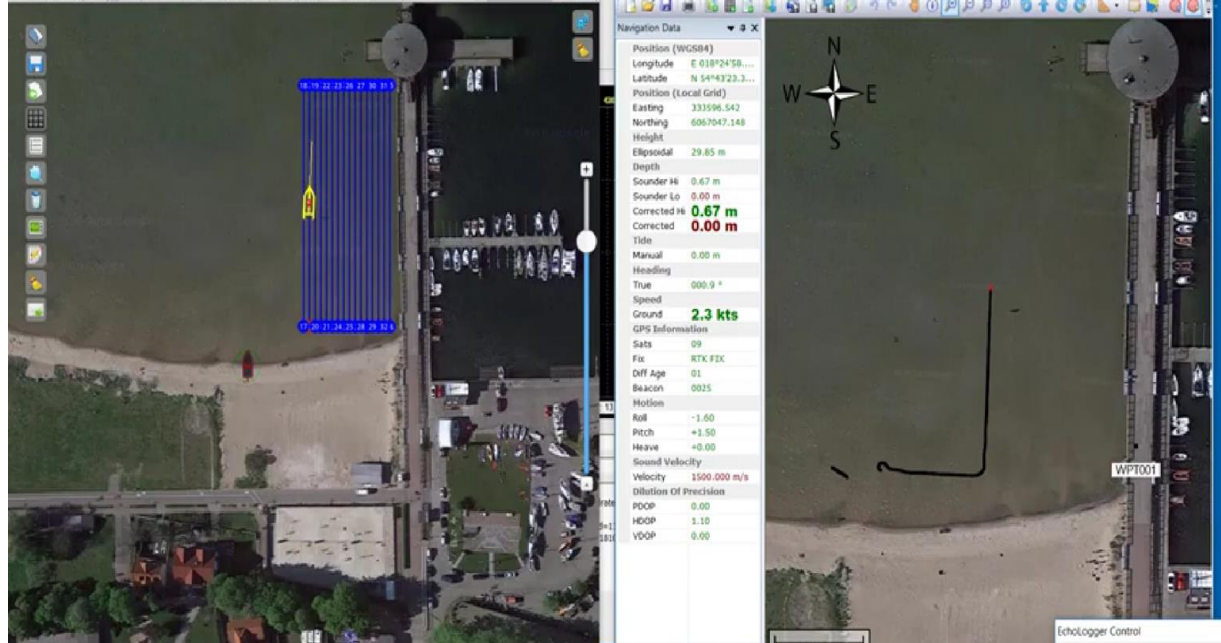 18 19 22 23 26 27 30 31
17 20 21 24 25 28 29 32 6
Navigation Data
Position (WGS84)
Longitude E 018°24'58....
Latitude N 54°43'23.3...
Position (Local Grid)
Easting 333596.542
Northing 6067047.148
Height
Ellipsoidal 29.85 m
Depth
Sounder Hi 0.67 m
Sounder Lo 0.00 m
Corrected Hi 0.67 m
Corrected 0.00 m
Tide
Manual 0.00 m
Heading
True 000.9 °
Speed
Ground 2.3 kts
GPS Information
Sats 09
Fix RTK FIX
Diff Age 01
Beacon 0025
Motion
Roll -1.60
Pitch +1.50
Heave +0.00
Sound Velocity
Velocity 1500.000 m/s
Dilution Of Precision
PDOP 0.00
HDOP 1.10
VDOP 0.00
N
W E
S
WPT001
EchoLogger Control